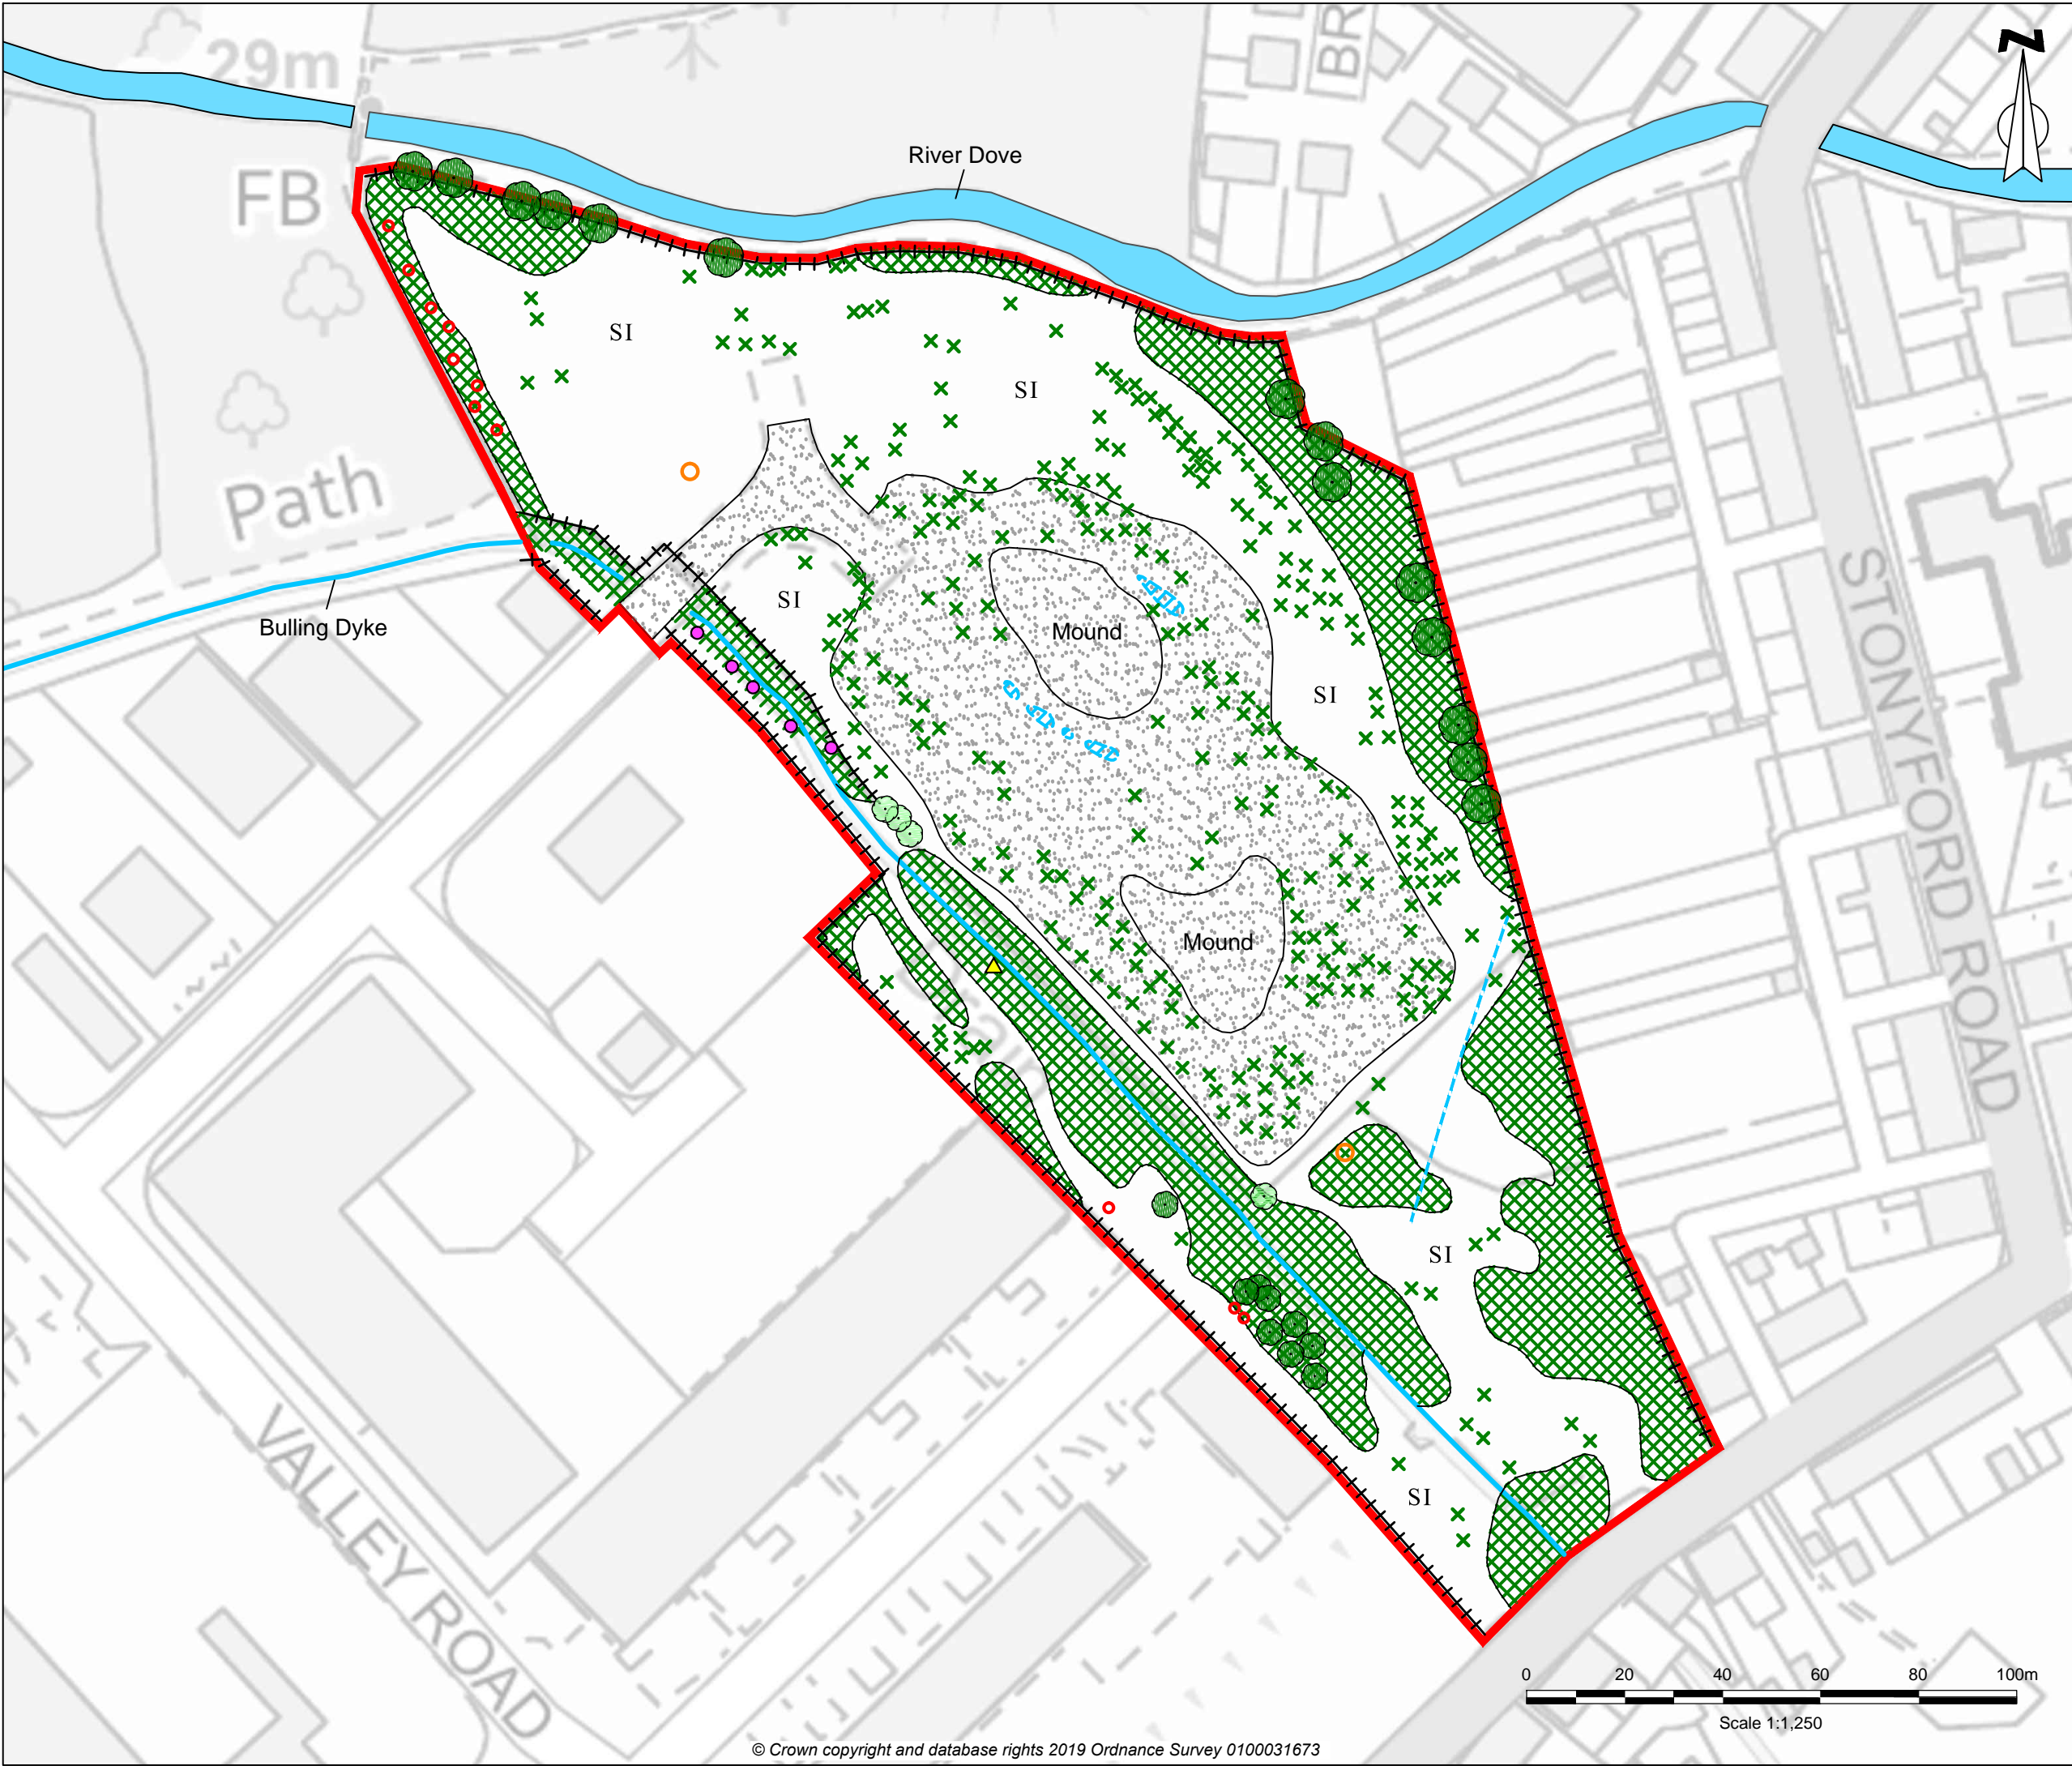 N
29m
BR
River Dove
FB
SI
SI
Path
STONYFORD ROAD
SI
Bulling Dyke
Mound
SI
Mound
SI
VALLEY ROAD
SI
0 20 40 60 80 100m
Scale 1:1,250
© Crown copyright and database rights 2019 Ordnance Survey 0100031673